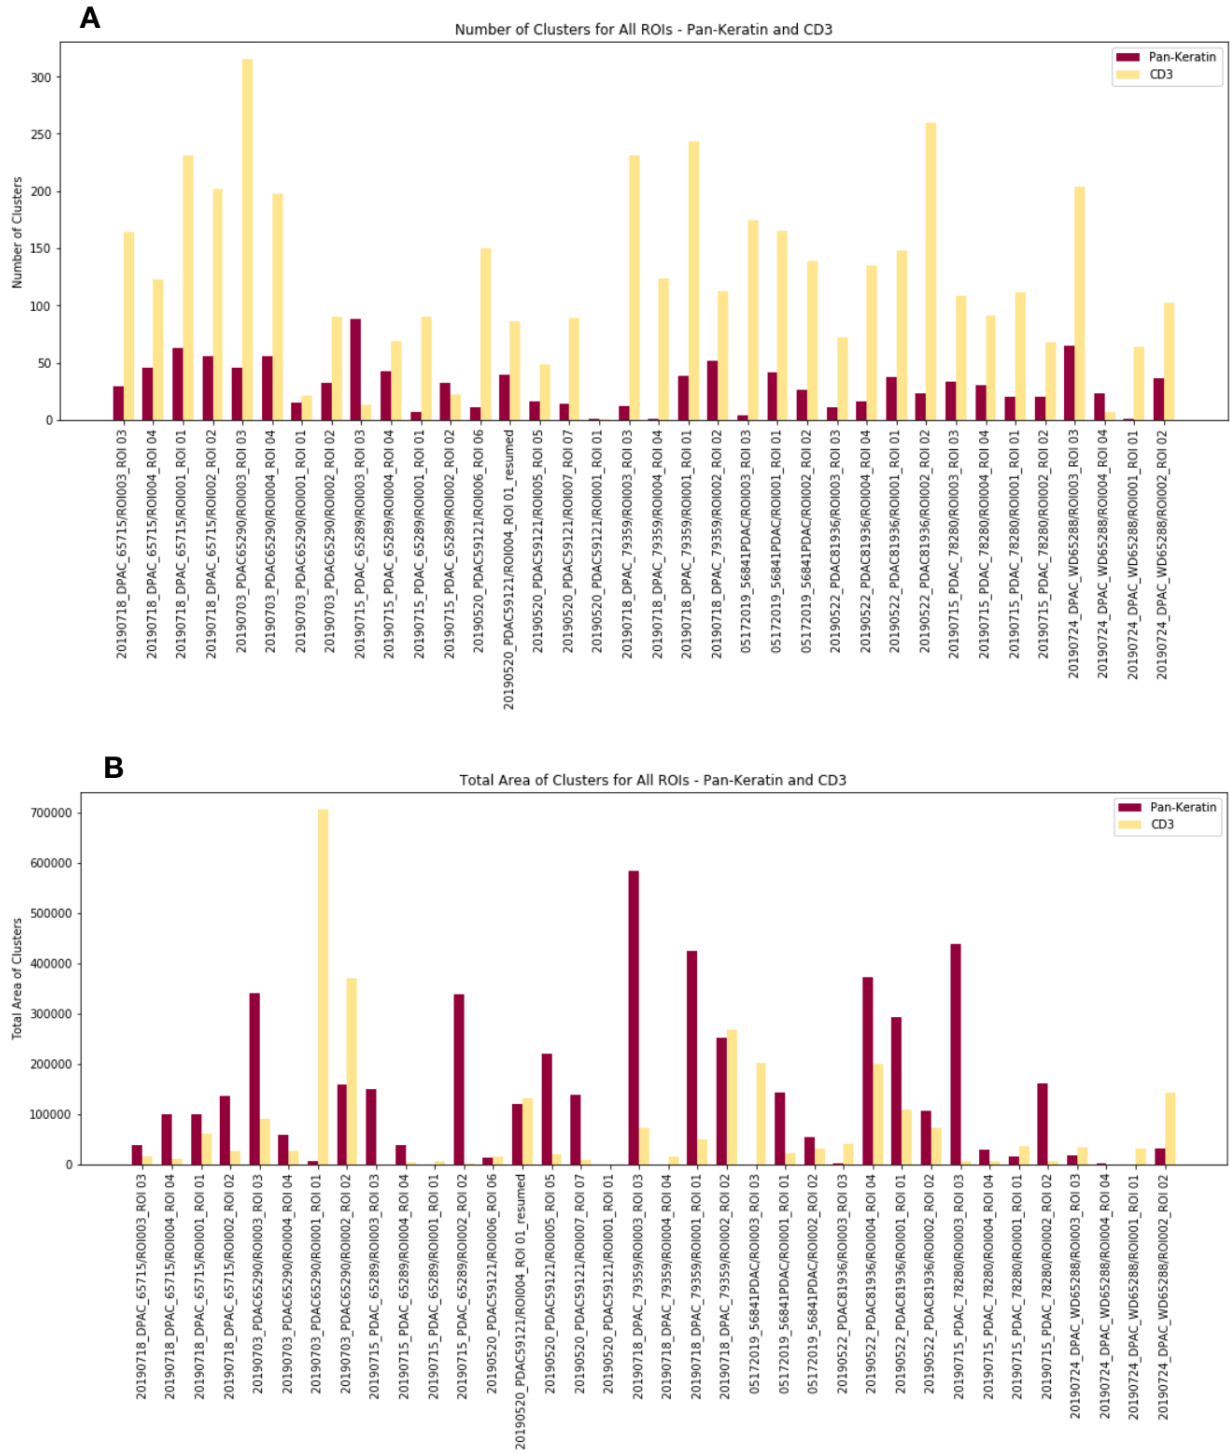 A
Number of Clusters for All ROIs - Pan-Keratin and CD3
Pan-Keratin
CD3
300
250
200
150
100
50
0
Number of Clusters
20190718_DPAC_65715/ROI003_ROI 03
20190718_DPAC_65715/ROI004_ROI 04
20190718_DPAC_65715/ROI001_ROI 01
20190718_DPAC_65715/ROI002_ROI 02
20190703_PDAC65290/ROI003_ROI 03
20190703_PDAC65290/ROI004_ROI 04
20190703_PDAC65290/ROI001_ROI 01
20190703_PDAC65290/ROI002_ROI 02
20190715_PDAC_65289/ROI003_ROI 03
20190715_PDAC_65289/ROI004_ROI 04
20190715_PDAC_65289/ROI001_ROI 01
20190715_PDAC_65289/ROI002_ROI 02
20190520_PDAC59121/ROI006_ROI 06
20190520_PDAC59121/ROI004_ROI 01_resumed
20190520_PDAC59121/ROI005_ROI 05
20190520_PDAC59121/ROI007_ROI 07
20190520_PDAC59121/ROI001_ROI 01
20190718_DPAC_79359/ROI003_ROI 03
20190718_DPAC_79359/ROI004_ROI 04
20190718_DPAC_79359/ROI001_ROI 01
20190718_DPAC_79359/ROI002_ROI 02
05172019_56841PDAC/ROI003_ROI 03
05172019_56841PDAC/ROI001_ROI 01
05172019_56841PDAC/ROI002_ROI 02
20190522_PDAC81936/ROI003_ROI 03
20190522_PDAC81936/ROI004_ROI 04
20190522_PDAC81936/ROI001_ROI 01
20190522_PDAC81936/ROI002_ROI 02
20190715_PDAC_78280/ROI003_ROI 03
20190715_PDAC_78280/ROI004_ROI 04
20190715_PDAC_78280/ROI001_ROI 01
20190715_PDAC_78280/ROI002_ROI 02
20190724_DPAC_WD65288/ROI003_ROI 03
20190724_DPAC_WD65288/ROI004_ROI 04
20190724_DPAC_WD65288/ROI001_ROI 01
20190724_DPAC_WD65288/ROI002_ROI 02
B
Total Area of Clusters for All ROIs - Pan-Keratin and CD3
Pan-Keratin
CD3
700000
600000
500000
400000
300000
200000
100000
0
Total Area of Clusters
20190718_DPAC_65715/ROI003_ROI 03
20190718_DPAC_65715/ROI004_ROI 04
20190718_DPAC_65715/ROI001_ROI 01
20190718_DPAC_65715/ROI002_ROI 02
20190703_PDAC65290/ROI003_ROI 03
20190703_PDAC65290/ROI004_ROI 04
20190703_PDAC65290/ROI001_ROI 01
20190703_PDAC65290/ROI002_ROI 02
20190715_PDAC_65289/ROI003_ROI 03
20190715_PDAC_65289/ROI004_ROI 04
20190715_PDAC_65289/ROI001_ROI 01
20190715_PDAC_65289/ROI002_ROI 02
20190520_PDAC59121/ROI006_ROI 06
20190520_PDAC59121/ROI004_ROI 01_resumed
20190520_PDAC59121/ROI005_ROI 05
20190520_PDAC59121/ROI007_ROI 07
20190520_PDAC59121/ROI001_ROI 01
20190718_DPAC_79359/ROI003_ROI 03
20190718_DPAC_79359/ROI004_ROI 04
20190718_DPAC_79359/ROI001_ROI 01
20190718_DPAC_79359/ROI002_ROI 02
05172019_56841PDAC/ROI003_ROI 03
05172019_56841PDAC/ROI001_ROI 01
05172019_56841PDAC/ROI002_ROI 02
20190522_PDAC81936/ROI003_ROI 03
20190522_PDAC81936/ROI004_ROI 04
20190522_PDAC81936/ROI001_ROI 01
20190522_PDAC81936/ROI002_ROI 02
20190715_PDAC_78280/ROI003_ROI 03
20190715_PDAC_78280/ROI004_ROI 04
20190715_PDAC_78280/ROI001_ROI 01
20190715_PDAC_78280/ROI002_ROI 02
20190724_DPAC_WD65288/ROI003_ROI 03
20190724_DPAC_WD65288/ROI004_ROI 04
20190724_DPAC_WD65288/ROI001_ROI 01
20190724_DPAC_WD65288/ROI002_ROI 02